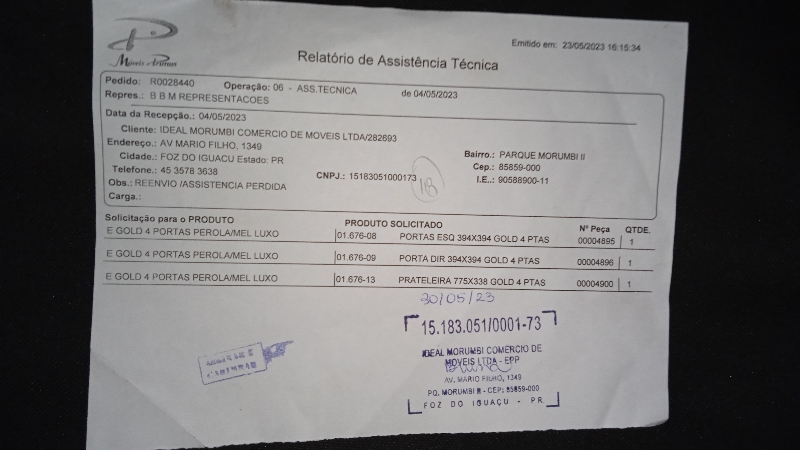 Móveis Arapon
Emitido em: 23/05/2023 16:15:34
Relatório de Assistência Técnica
Pedido: R0028440 Operação: 06 - ASS.TECNICA de 04/05/2023
Repres.: B B M REPRESENTACOES
Data da Recepção.: 04/05/2023
Cliente: IDEAL MORUMBI COMERCIO DE MOVEIS LTDA/282693
Endereço.: AV MARIO FILHO, 1349 Bairro.: PARQUE MORUMBI II
Cidade.: FOZ DO IGUACU Estado: PR Cep.: 85859-000
Telefone.: 45 3578 3638 CNPJ.: 15183051000173 I.E..: 90588900-11
Obs.: REENVIO /ASSISTENCIA PERDIDA
18
Carga.:
Solicitação para o PRODUTO PRODUTO SOLICITADO Nº Peça QTDE.
E GOLD 4 PORTAS PEROLA/MEL LUXO 01.676-08 PORTAS ESQ 394X394 GOLD 4 PTAS 00004895 1
E GOLD 4 PORTAS PEROLA/MEL LUXO 01.676-09 PORTA DIR 394X394 GOLD 4 PTAS 00004896 1
E GOLD 4 PORTAS PEROLA/MEL LUXO 01.676-13 PRATELEIRA 775X338 GOLD 4 PTAS 00004900 1
30/05/23
15.183.051/0001-73
IDEAL MORUMBI COMERCIO DE
MOVEIS LTDA - EPP
AV. MARIO FILHO, 1349
PQ. MORUMBI II - CEP: 85859-000
FOZ DO IGUAÇU - PR.